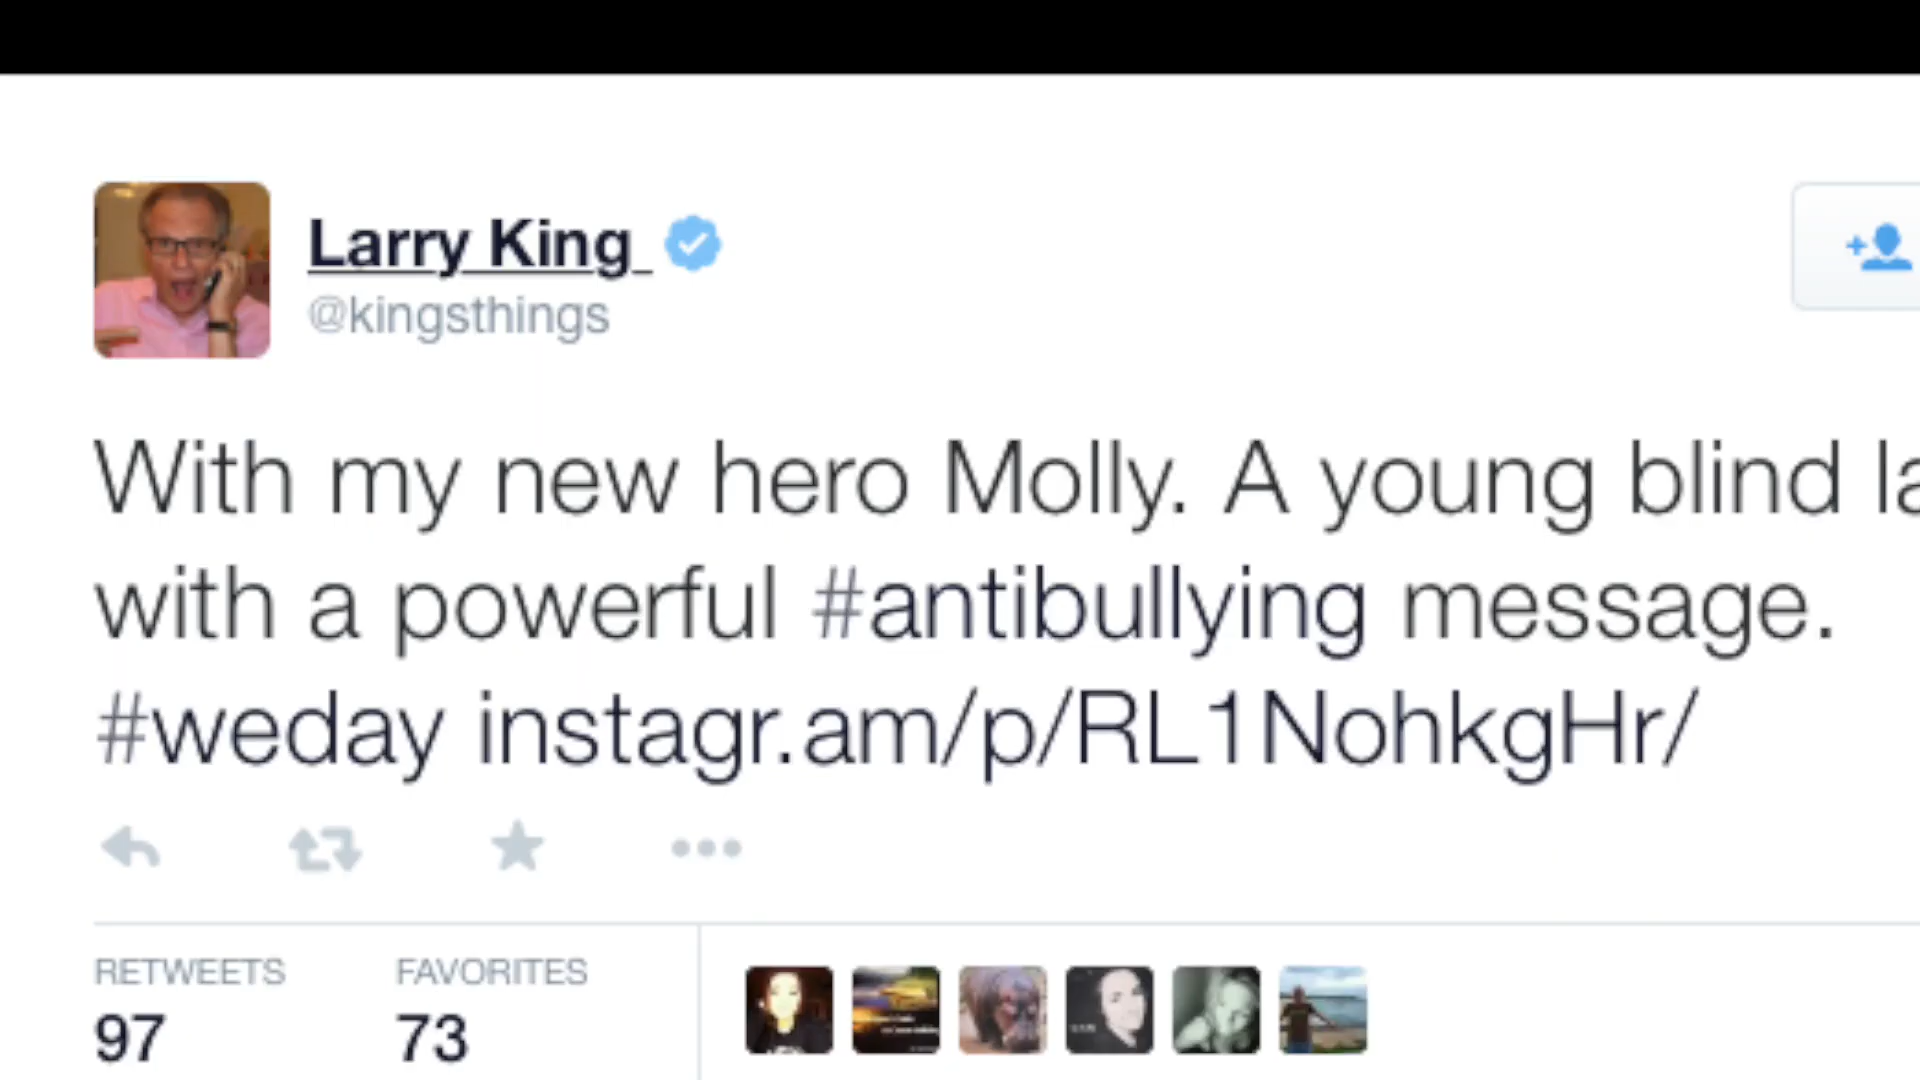 Larry King
@kingsthings
With my new hero Molly. A young blind
with a powerful #antibullying message.
#weday instagr.am/p/RL1NohkgHr/
RETWEETS FAVORITES
97 73